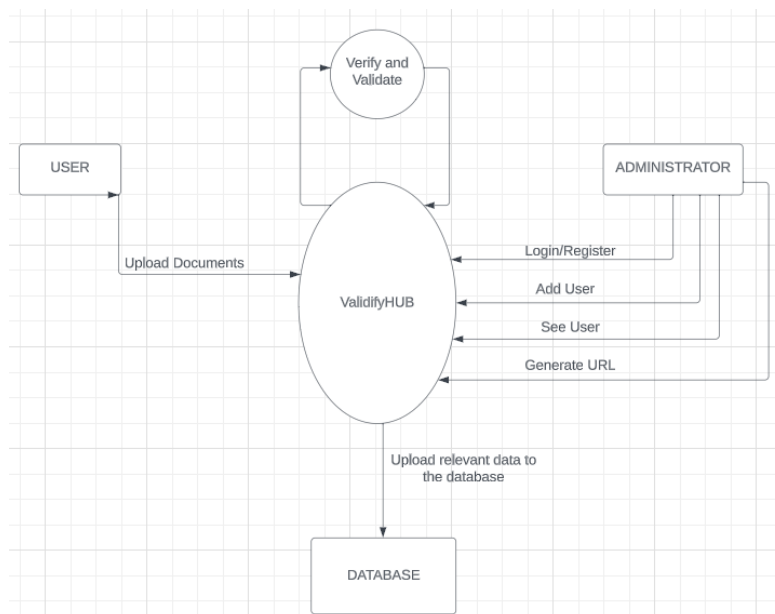 Verify and
Validate
USER
ADMINISTRATOR
Login/Register
Upload Documents
Add User
ValidifyHUB
See User
Generate URL
Upload relevant data to
the database
DATABASE